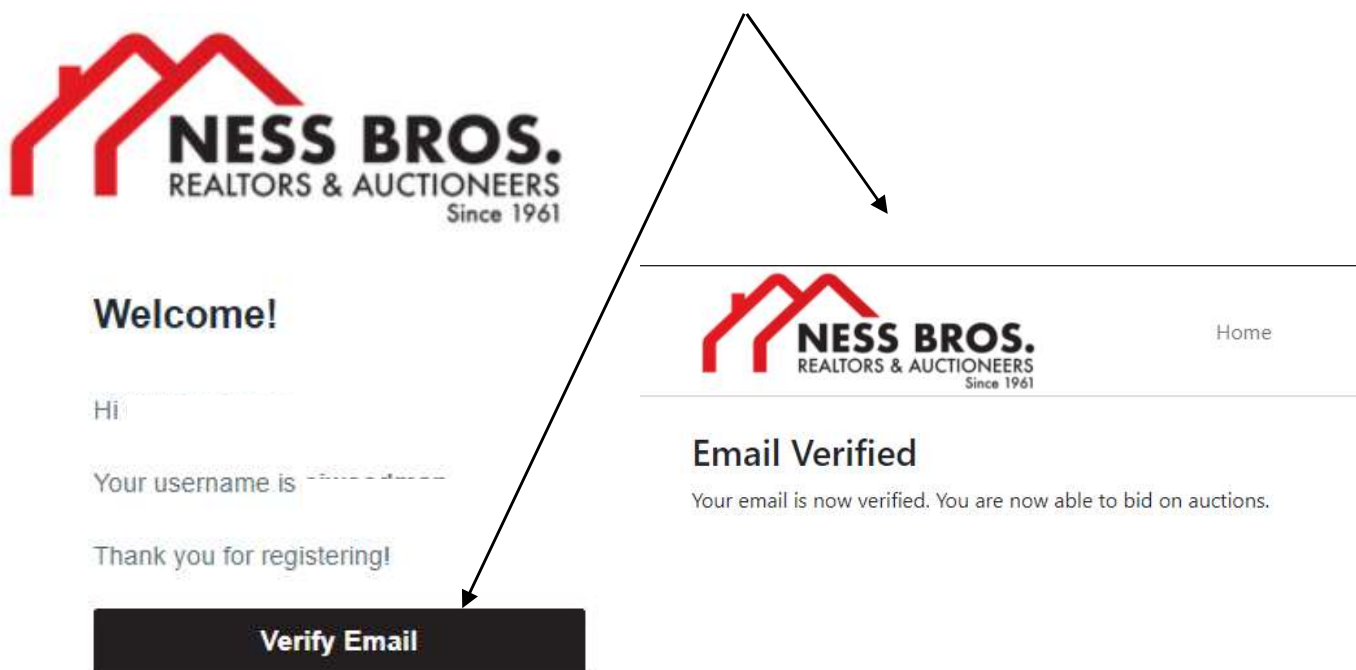 NESS BROS.
REALTORS & AUCTIONEERS
Since 1961
Welcome!
Hi
Your username is
Thank you for registering!
Verify Email
NESS BROS.
REALTORS & AUCTIONEERS
Since 1961
Home
Email Verified
Your email is now verified. You are now able to bid on auctions.